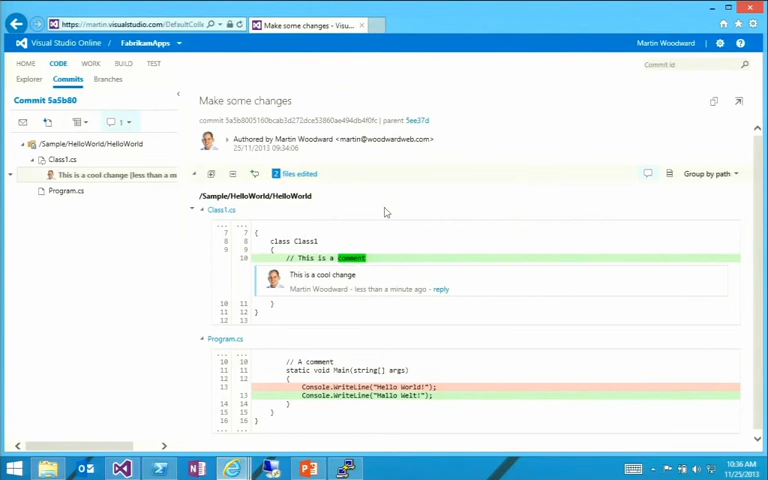 https://martin.visualstudio.com/DefaultColle
Make some changes - Visu...
Visual Studio Online
FabrikamApps
Martin Woodward
HOME CODE WORK BUILD TEST
Commit id
Explorer Commits Branches
Commit 5a5b80
Make some changes
commit 5a5b8005160bcab3d272dce53860ae494db4f0fc | parent 5ee37d
1
/Sample/HelloWorld/HelloWorld
Authored by Martin Woodward <martin@woodwardweb.com>
25/11/2013 09:34:06
Class1.cs
This is a cool change (less than a m
Program.cs
2 files edited
Group by path
/Sample/HelloWorld/HelloWorld
Class1.cs
... ...
7 7 {
8 8 class Class1
9 9 {
10 // This is a comment
This is a cool change
Martin Woodward - less than a minute ago - reply
10 11 }
11 12 }
12 13
Program.cs
... ...
10 10 // A comment
11 11 static void Main(string[] args)
12 12 {
13 Console.WriteLine("Hello World!");
13 Console.WriteLine("Hallo Welt!");
14 14 }
15 15 }
16 16 }
... ...
10:36 AM
11/25/2013